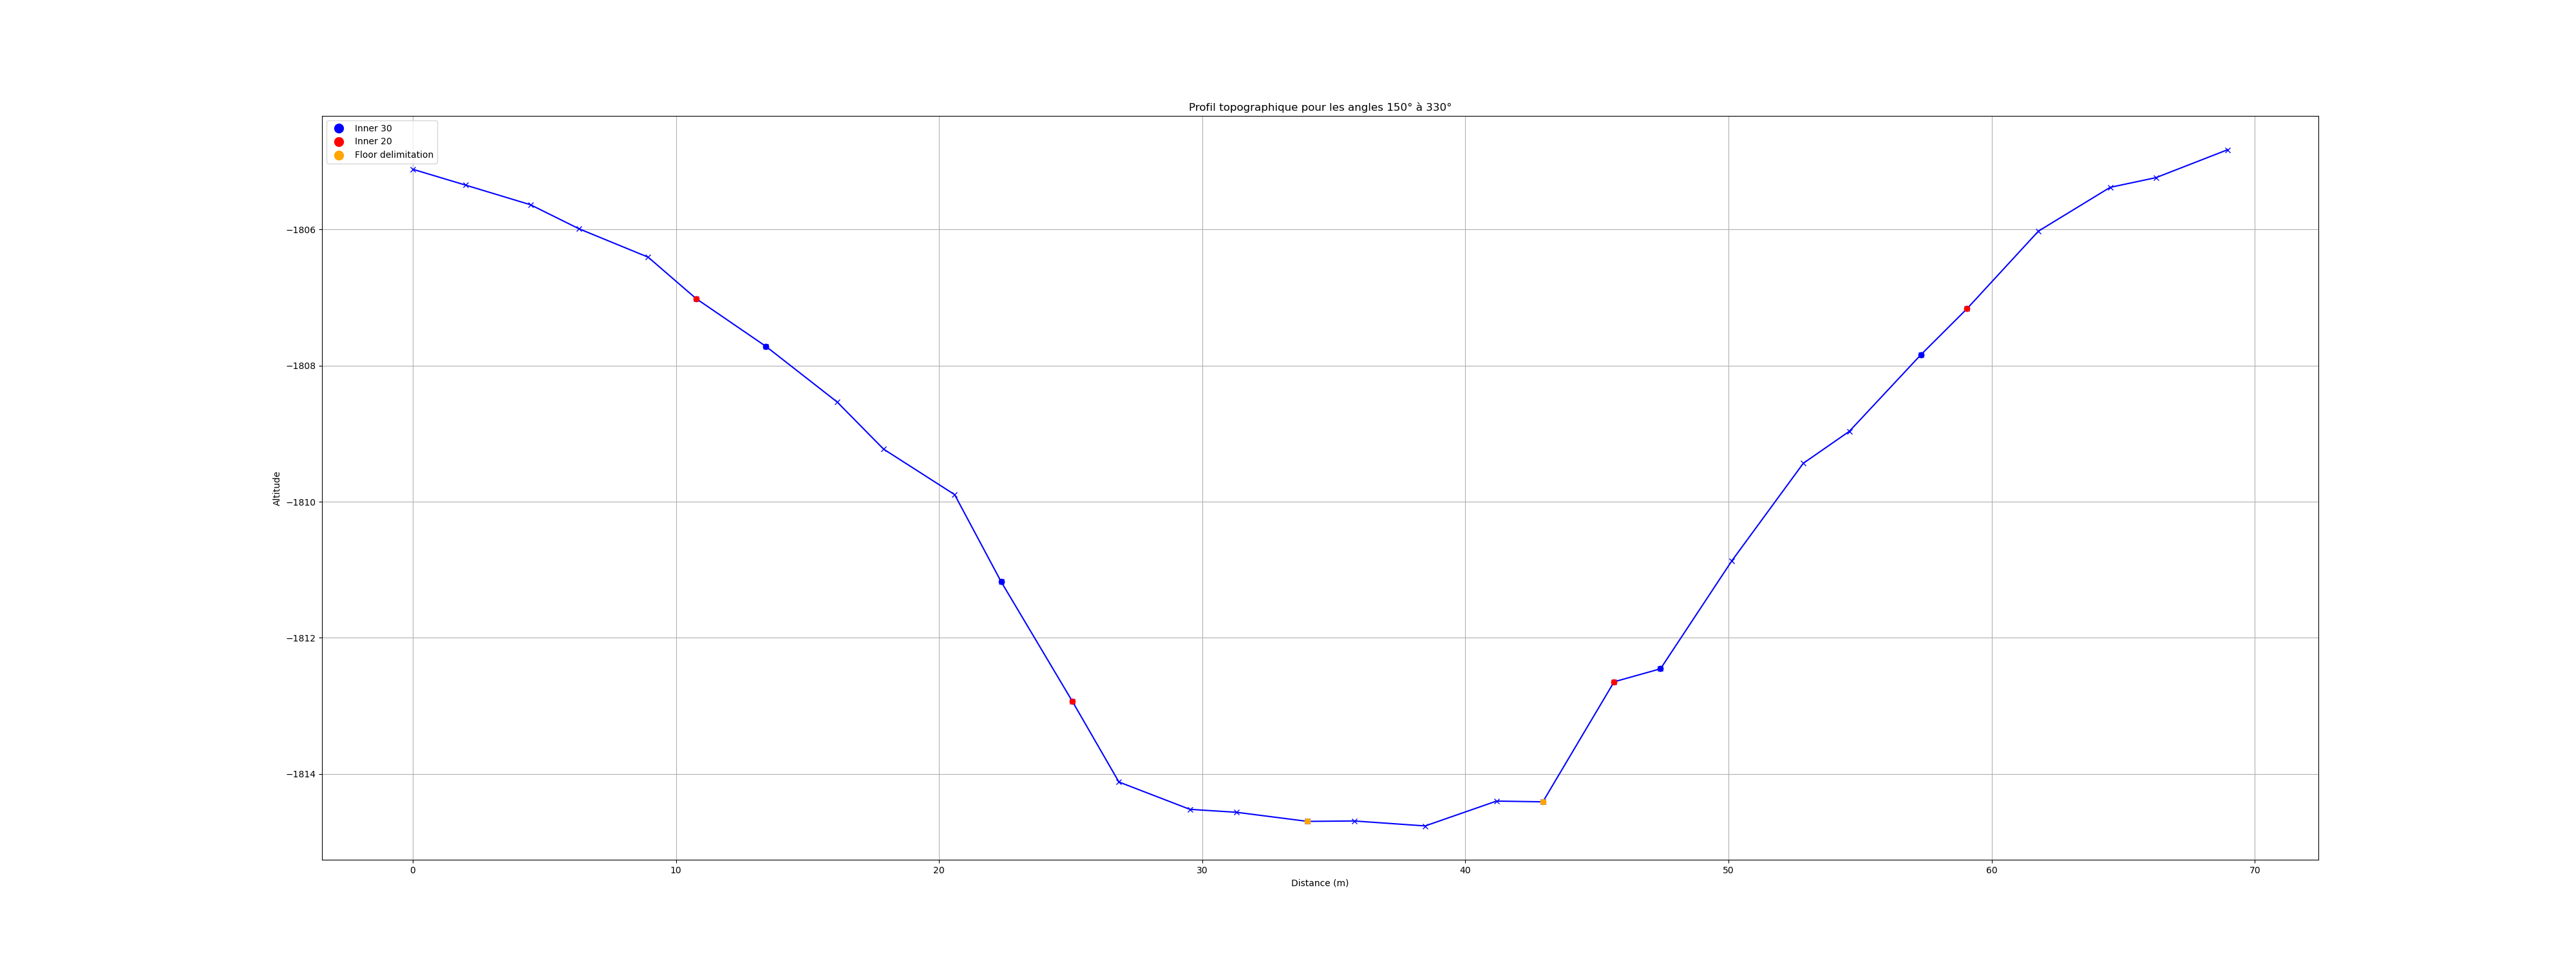 Profil topographique pour les angles 150° à 330°
Inner 30
Inner 20
Floor delimitation
Altitude
−1806
−1808
−1810
−1812
−1814
0 10 20 30 40 50 60 70
Distance (m)